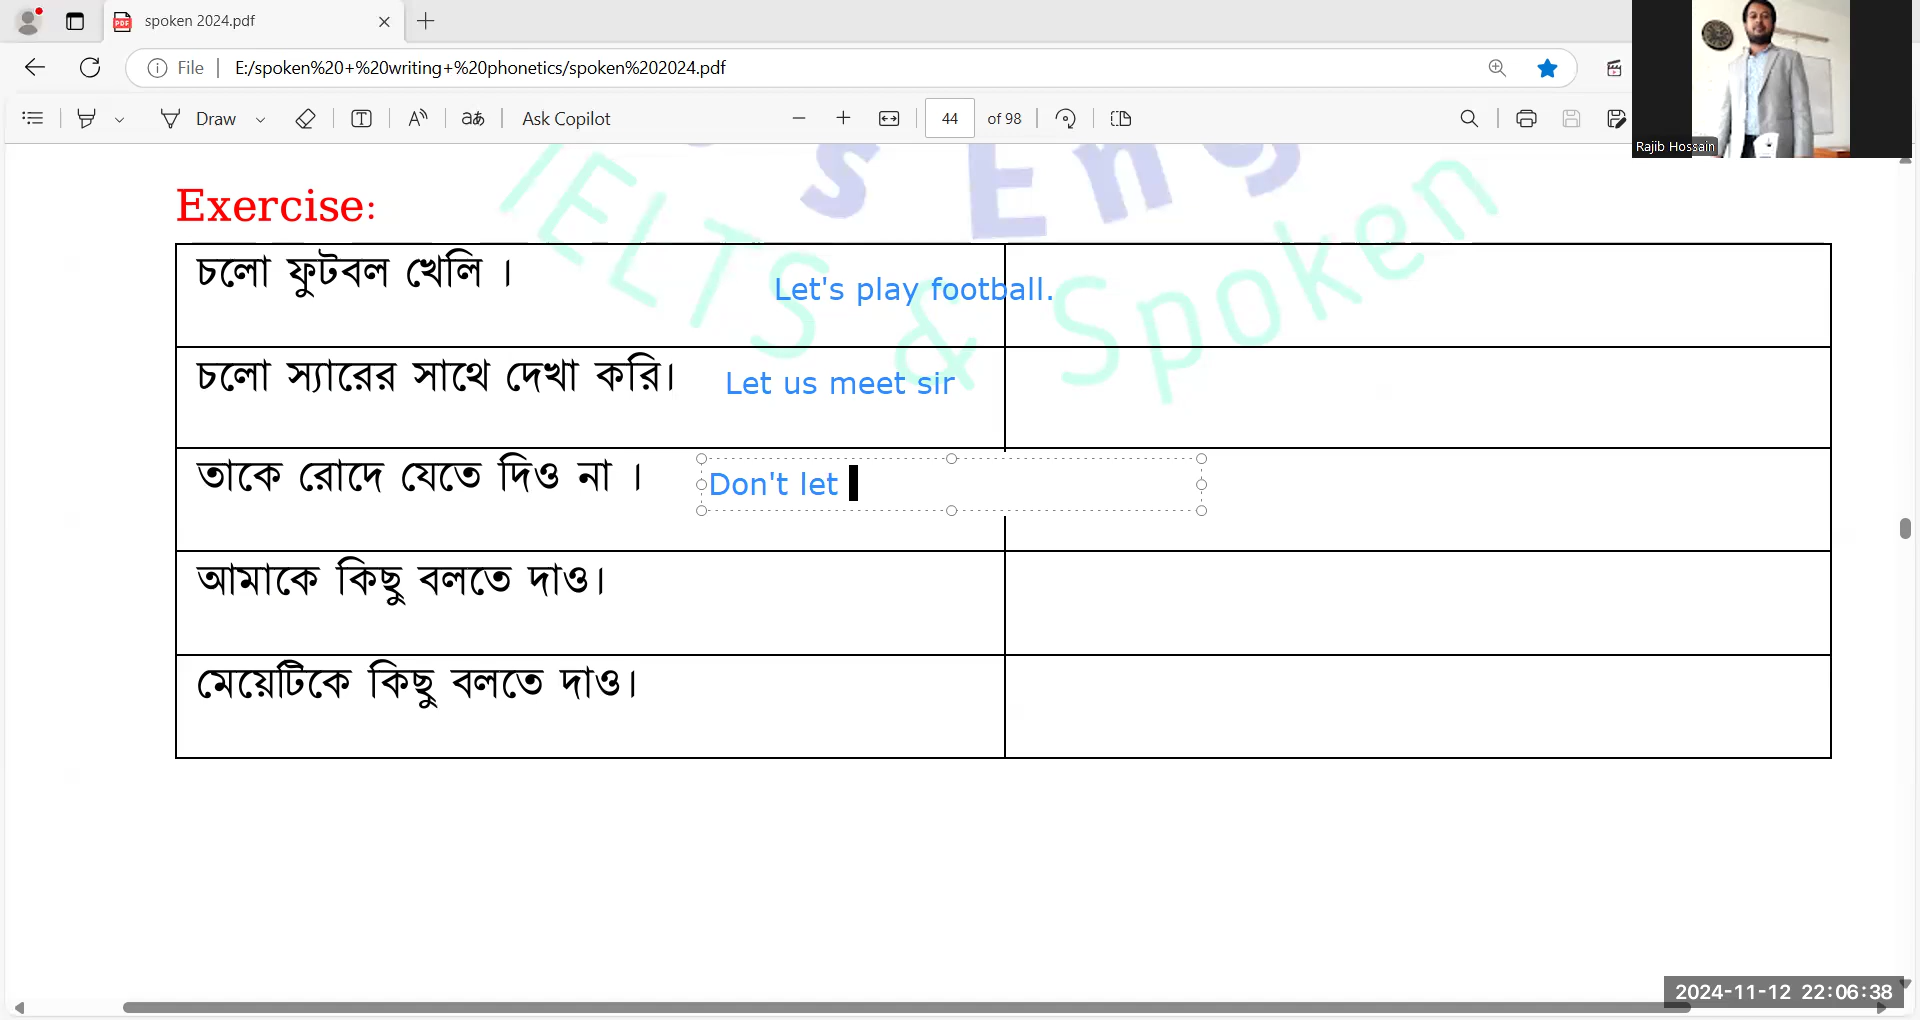 spoken 2024.pdf
File
E:/spoken%20+%20writing+%20phonetics/spoken%202024.pdf
Draw
Ask Copilot
44 of 98
Rajib Hossain
's Eng
IELTS & Spoken
Exercise:
চলো ফুটবল খেলি ।
Let's play football.
চলো স্যারের সাথে দেখা করি।
Let us meet sir
তাকে রোদে যেতে দিও না ।
Don't let
আমাকে কিছু বলতে দাও।
মেয়েটিকে কিছু বলতে দাও।
2024-11-12 22:06:38